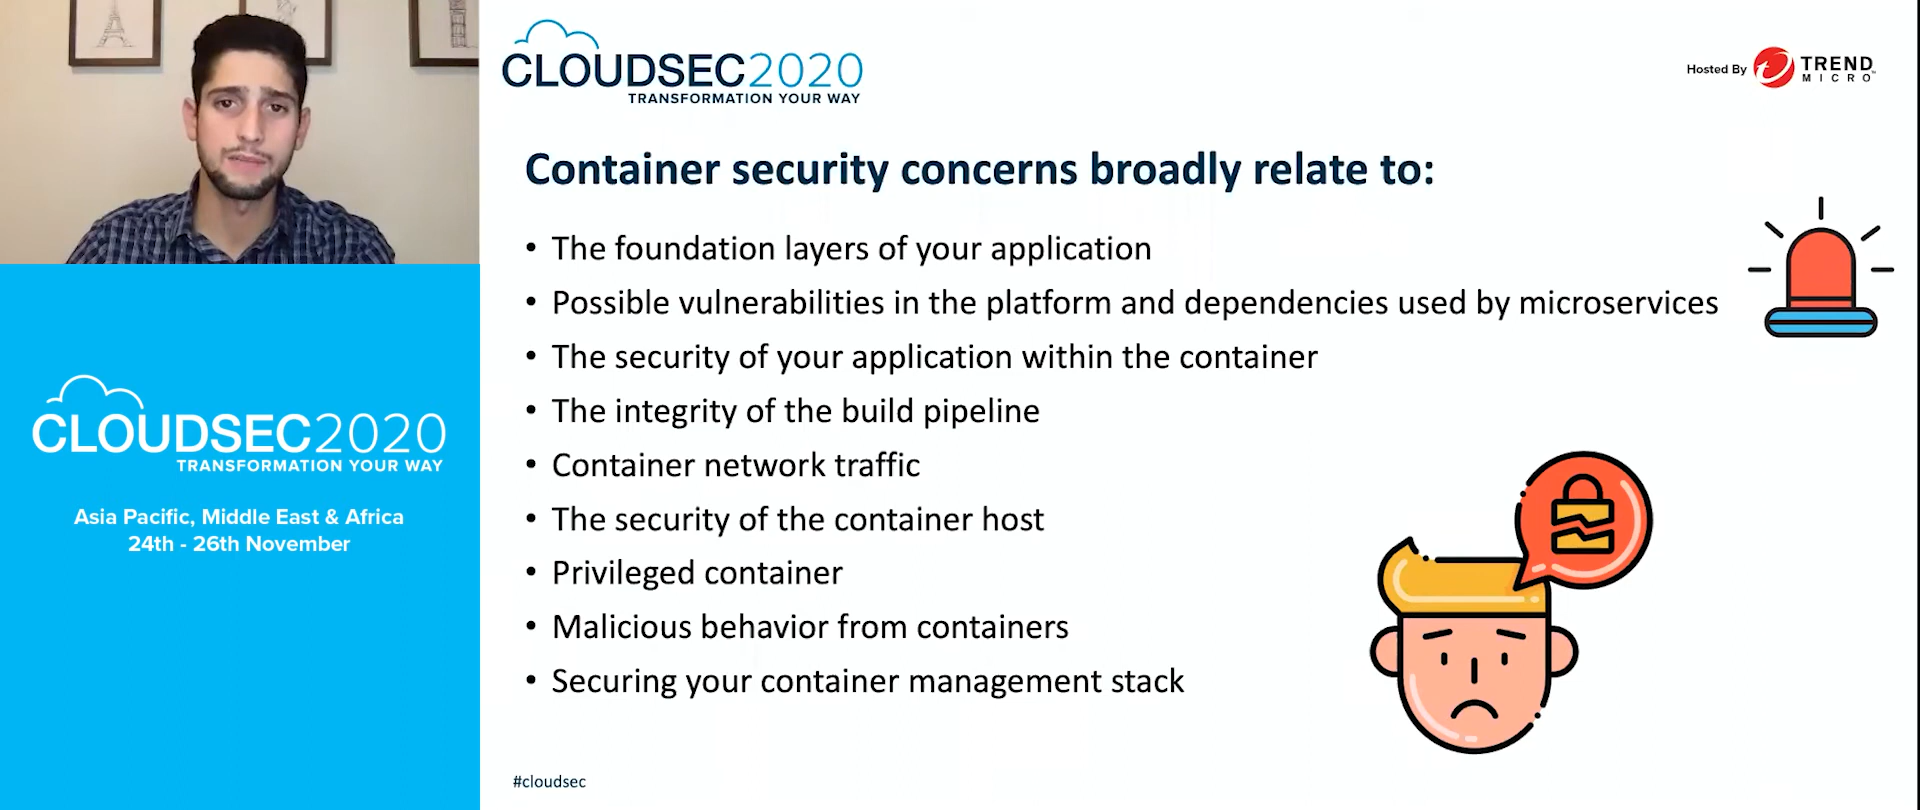 CLOUDSEC2020
TRANSFORMATION YOUR WAY
Hosted By TREND MICRO
Container security concerns broadly relate to:
• The foundation layers of your application
• Possible vulnerabilities in the platform and dependencies used by microservices
• The security of your application within the container
• The integrity of the build pipeline
• Container network traffic
• The security of the container host
• Privileged container
• Malicious behavior from containers
• Securing your container management stack
#cloudsec
CLOUDSEC2020
TRANSFORMATION YOUR WAY
Asia Pacific, Middle East & Africa
24th - 26th November